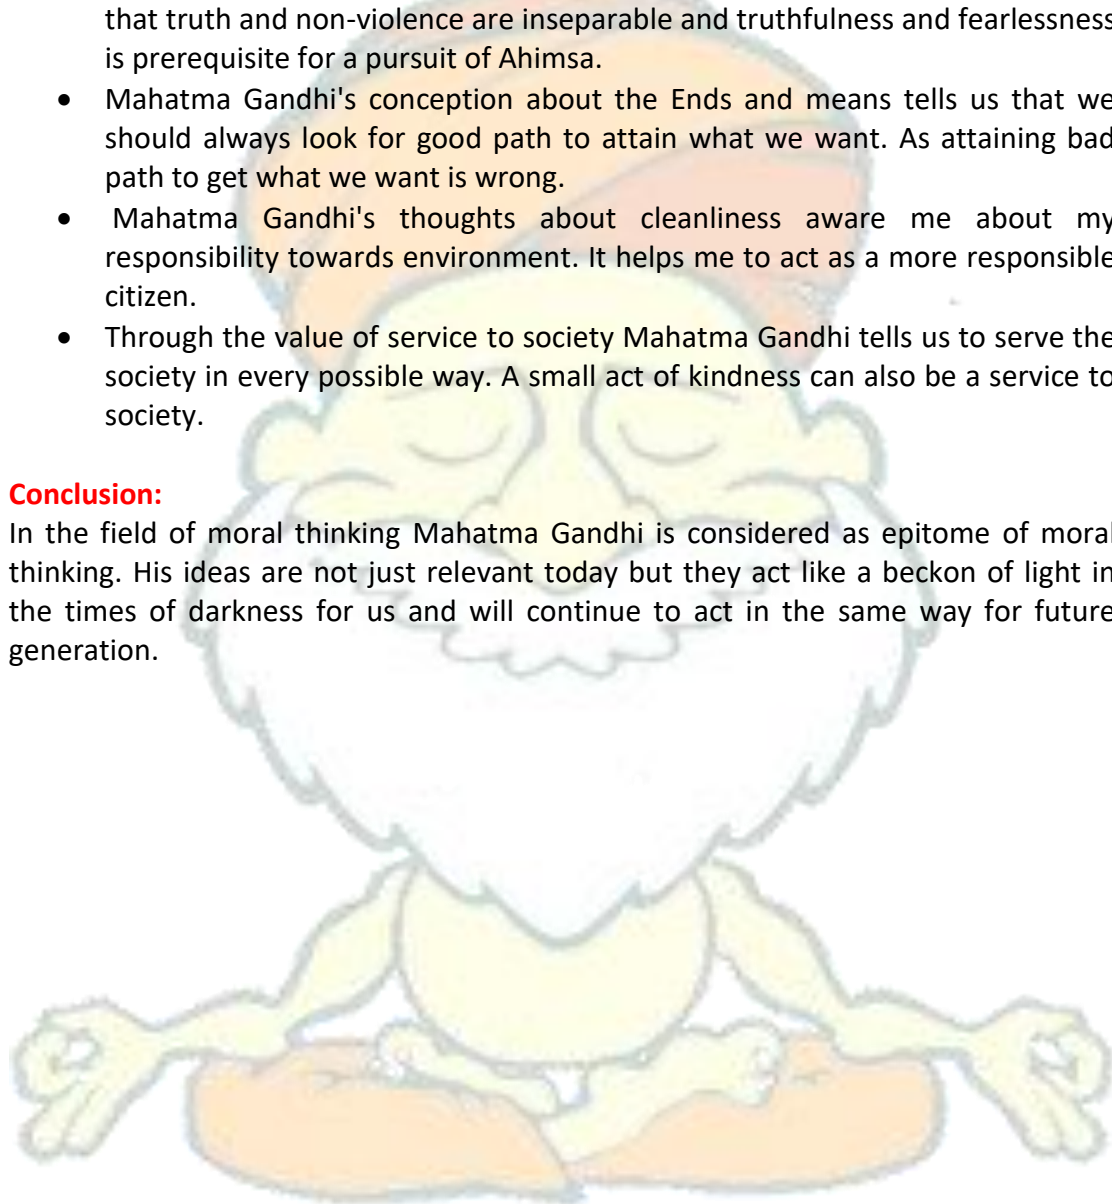 that truth and non-violence are inseparable and truthfulness and fearlessness
is prerequisite for a pursuit of Ahimsa.
• Mahatma Gandhi's conception about the Ends and means tells us that we
should always look for good path to attain what we want. As attaining bad
path to get what we want is wrong.
• Mahatma Gandhi's thoughts about cleanliness aware me about my
responsibility towards environment. It helps me to act as a more responsible
citizen.
• Through the value of service to society Mahatma Gandhi tells us to serve the
society in every possible way. A small act of kindness can also be a service to
society.
Conclusion:
In the field of moral thinking Mahatma Gandhi is considered as epitome of moral
thinking. His ideas are not just relevant today but they act like a beckon of light in
the times of darkness for us and will continue to act in the same way for future
generation.